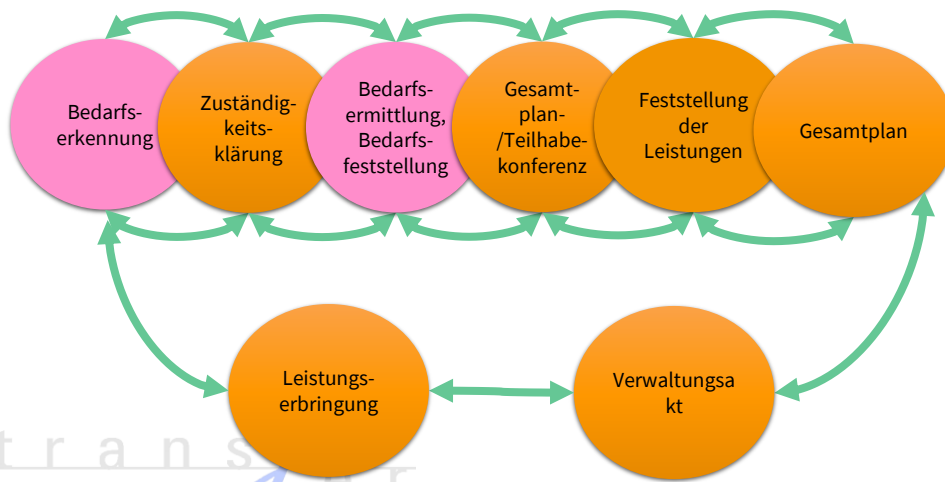 Bedarfs-
erkennung
Zuständig-
keits-
klärung
Bedarfs-
ermittlung,
Bedarfs-
feststellung
Gesamt-
plan-
/Teilhabe-
konferenz
Feststellung
der
Leistungen
Gesamtplan
Leistungs-
erbringung
Verwaltungsa
kt
t r a n s